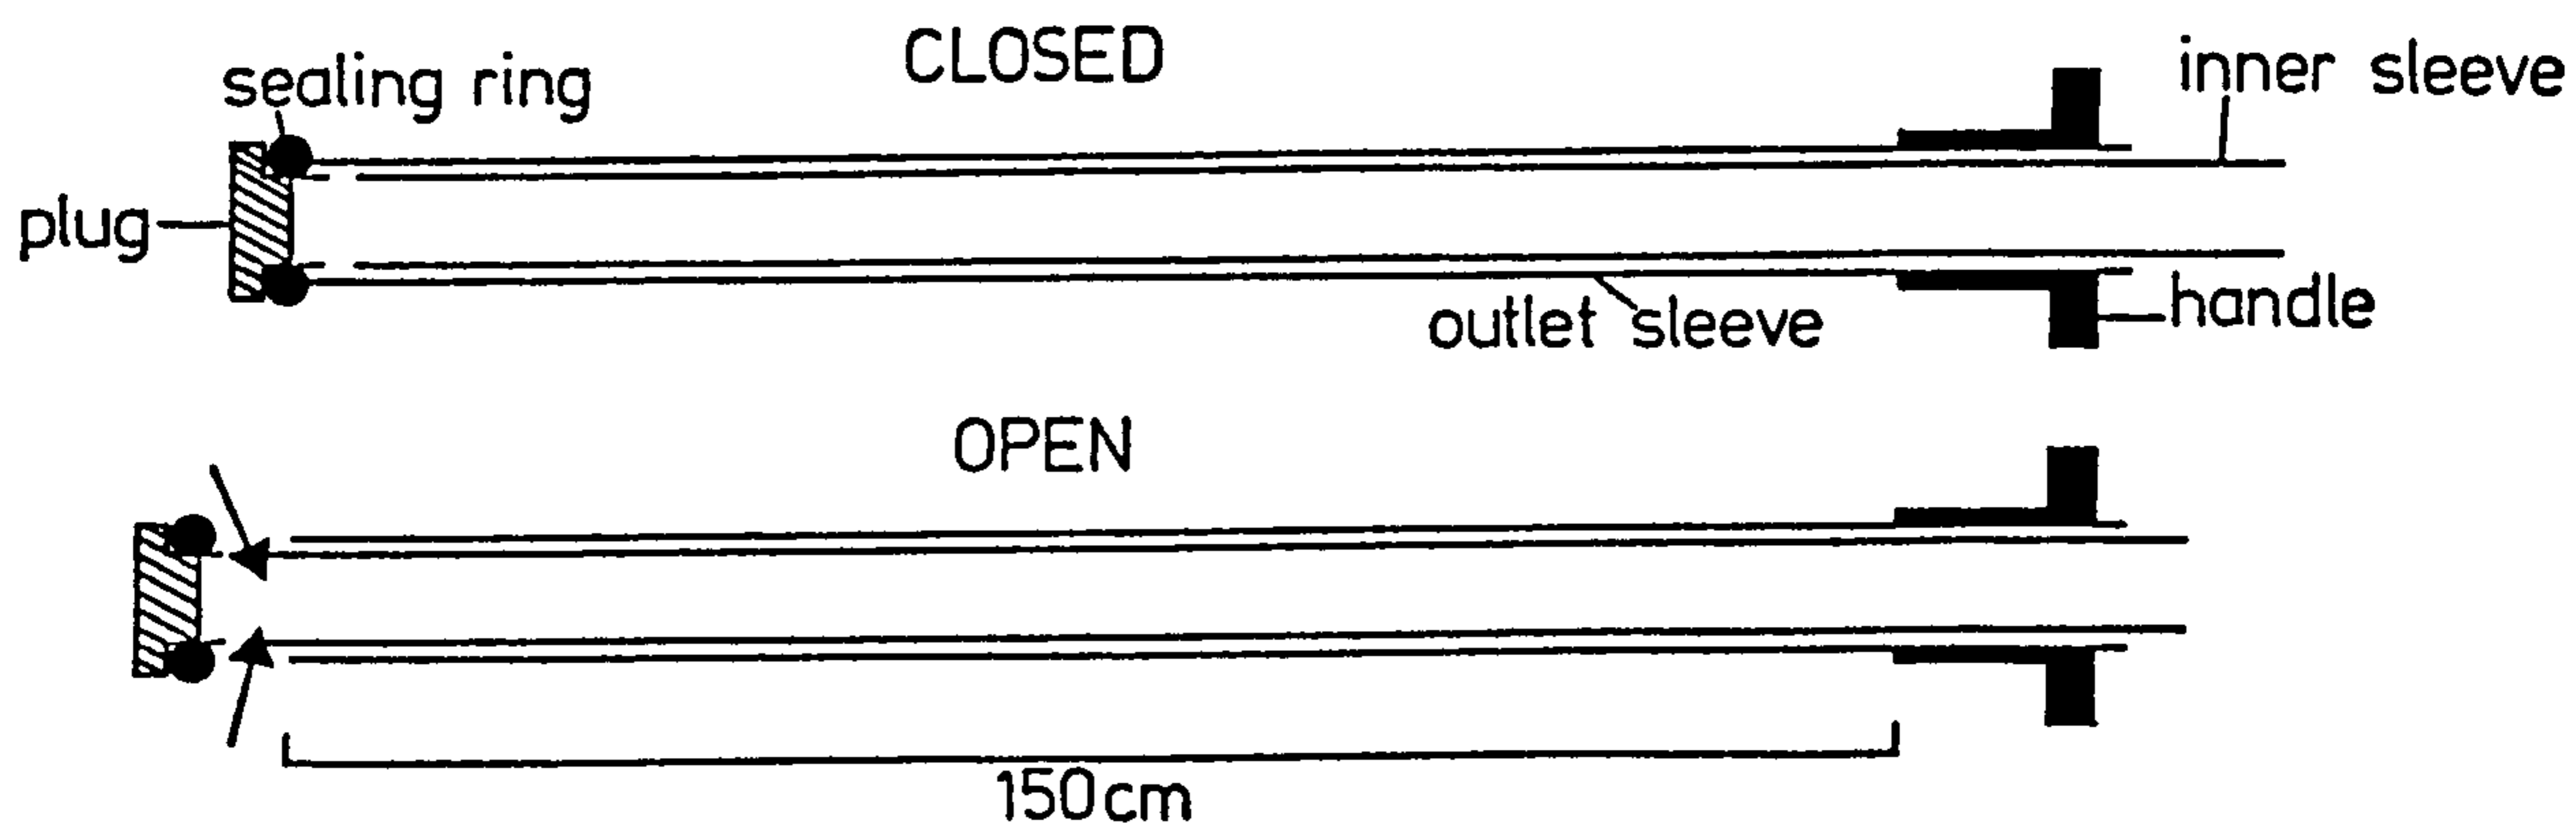 CLOSED
sealing ring
inner sleeve
plug
outlet sleeve
handle
OPEN
150cm